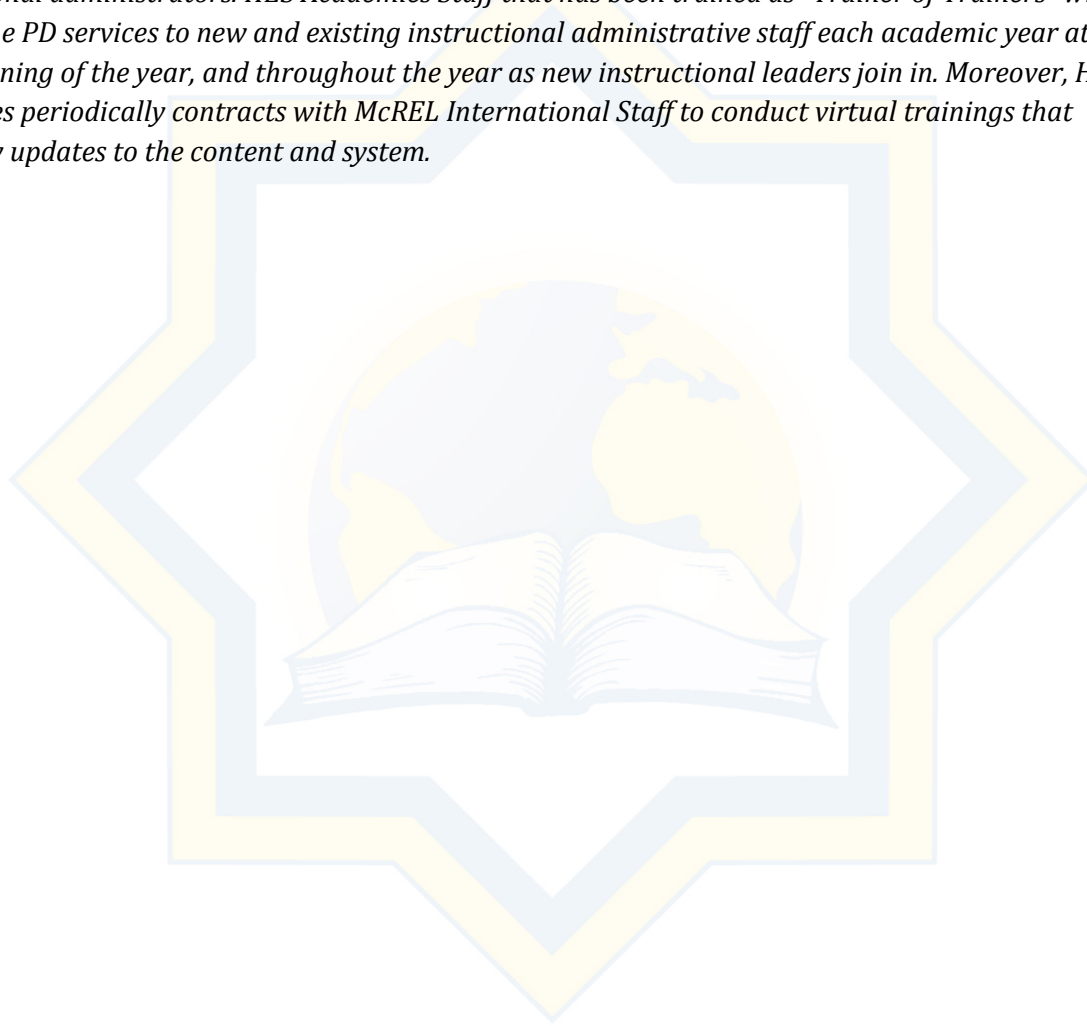 nal administrators. HES Academics Staff that has been trained as "Trainer of Trainers"
e PD services to new and existing instructional administrative staff each academic year at
ning of the year, and throughout the year as new instructional leaders join in. Moreover, H
es periodically contracts with McREL International Staff to conduct virtual trainings that
updates to the content and system.